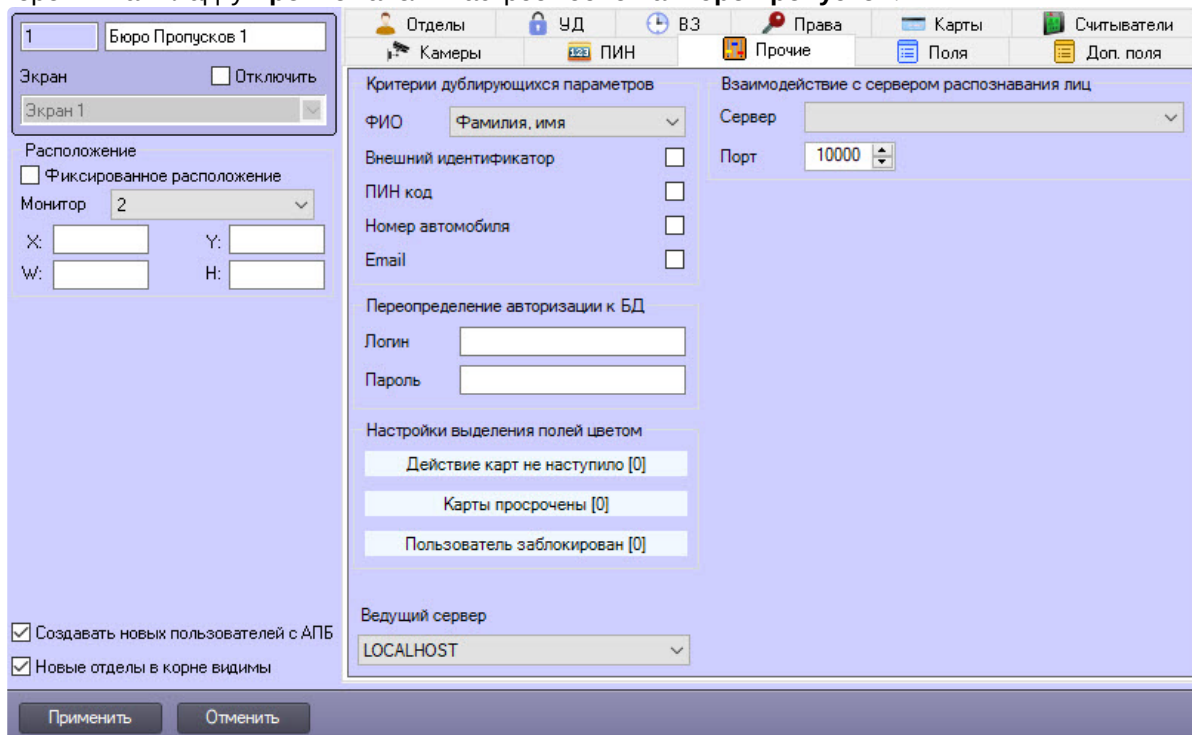 1 Бюро Пропусков 1
Экран Отключить
Экран 1
Расположение
Фиксированное расположение
Монитор 2
X: Y:
W: H:
Создавать новых пользователей с АПБ
Новые отделы в корне видимы
Отделы УД ВЗ Права Карты Считыватели
Камеры ПИН Прочие Поля Доп. поля
Критерии дублирующихся параметров
ФИО Фамилия, имя
Внешний идентификатор
ПИН код
Номер автомобиля
Email
Переопределение авторизации к БД
Логин
Пароль
Настройки выделения полей цветом
Действие карт не наступило [0]
Карты просрочены [0]
Пользователь заблокирован [0]
Ведущий сервер
LOCALHOST
Взаимодействие с сервером распознавания лиц
Сервер
Порт 10000
Применить Отменить